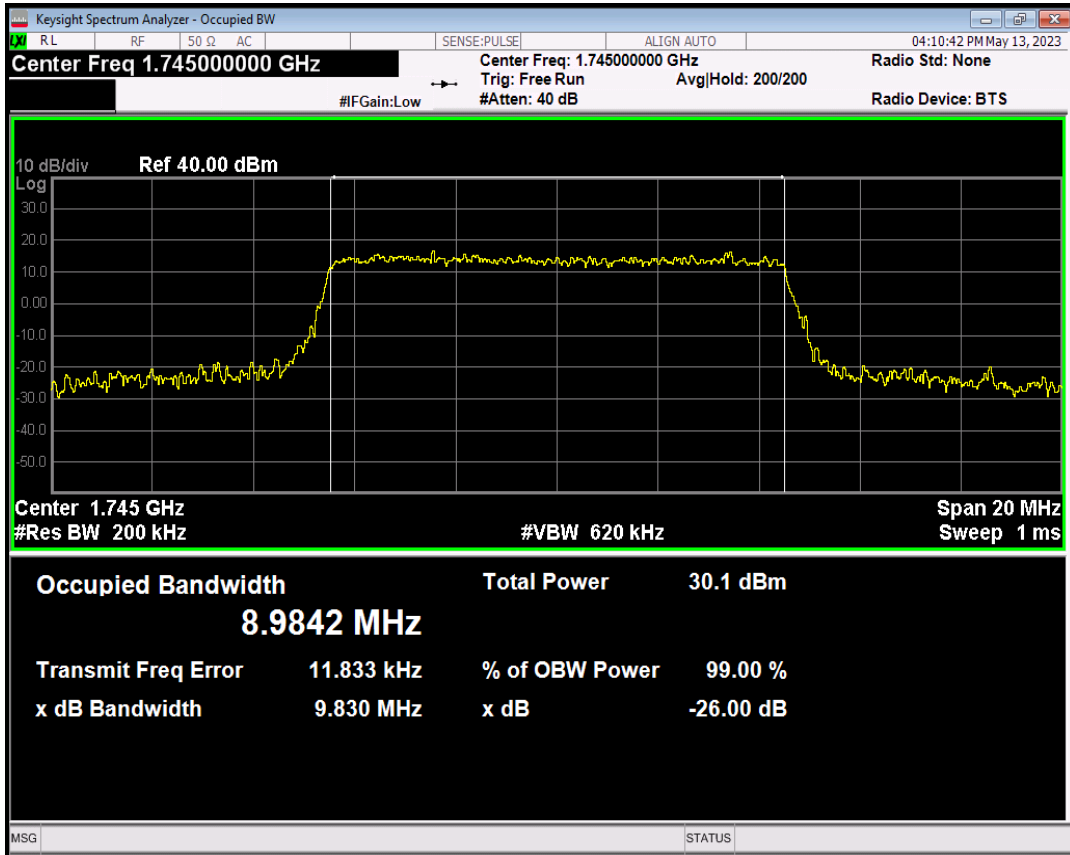 Keysight Spectrum Analyzer - Occupied BW
LXI RL RF 50 Ω AC SENSE:PULSE ALIGN AUTO 04:10:42 PM May 13, 2023
Center Freq 1.745000000 GHz Center Freq: 1.745000000 GHz Radio Std: None
Trig: Free Run Avg|Hold: 200/200
#IFGain:Low #Atten: 40 dB Radio Device: BTS
10 dB/div Ref 40.00 dBm
Log
30.0
20.0
10.0
0.00
-10.0
-20.0
-30.0
-40.0
-50.0
Center 1.745 GHz Span 20 MHz
#Res BW 200 kHz #VBW 620 kHz Sweep 1 ms
Occupied Bandwidth Total Power 30.1 dBm
8.9842 MHz
Transmit Freq Error 11.833 kHz % of OBW Power 99.00 %
x dB Bandwidth 9.830 MHz x dB -26.00 dB
MSG STATUS